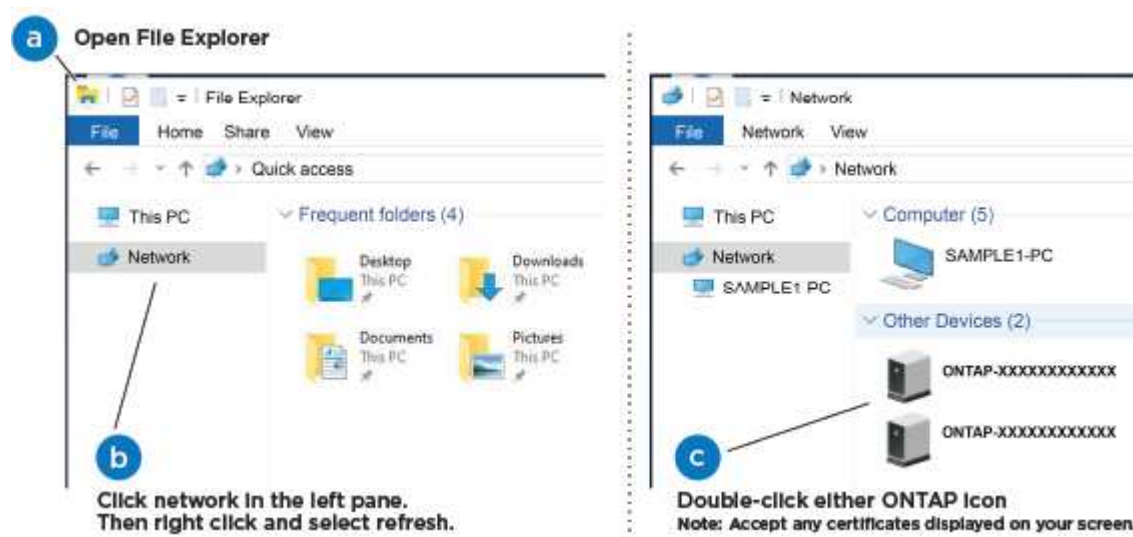 a
Open File Explorer
File Explorer
File Home Share View
Quick access
This PC
Network
Frequent folders (4)
Desktop
This PC
Downloads
This PC
Documents
This PC
Pictures
This PC
b
Click network in the left pane.
Then right click and select refresh.
Network
File Network View
Network
This PC
Network
SAMPLE1 PC
Computer (5)
SAMPLE1-PC
Other Devices (2)
ONTAP-XXXXXXXXXXXX
ONTAP-XXXXXXXXXXXX
c
Double-click either ONTAP icon
Note: Accept any certificates displayed on your screen.